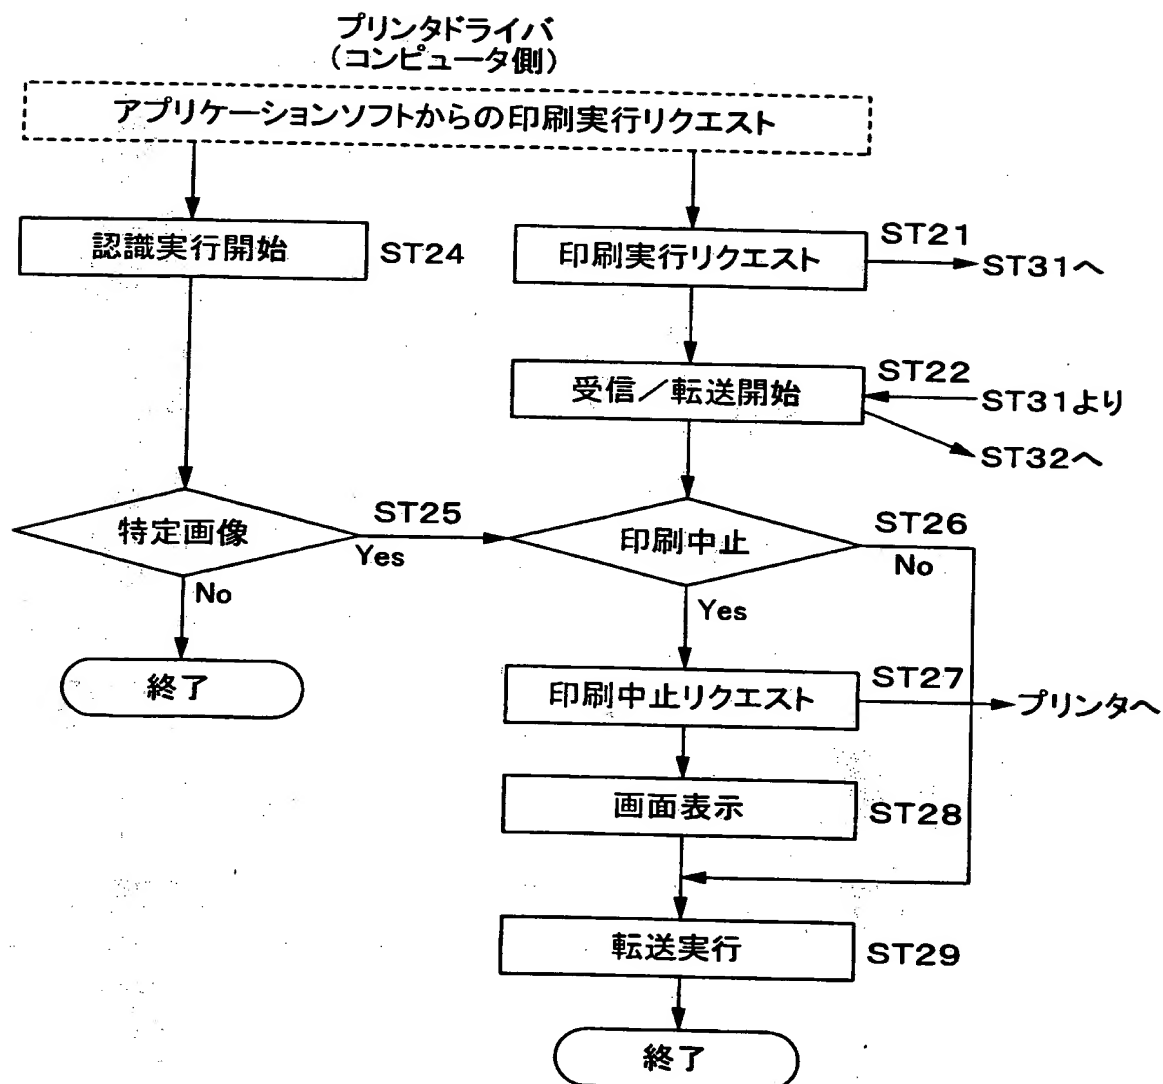 プリンタドライバ
（コンピュータ側）
アプリケーションソフトからの印刷実行リクエスト
認識実行開始
ST24
印刷実行リクエスト
ST21
ST31へ
受信／転送開始
ST22
ST31より
ST32へ
特定画像
ST25
Yes
No
終了
印刷中止
ST26
No
Yes
印刷中止リクエスト
ST27
プリンタへ
画面表示
ST28
転送実行
ST29
終了